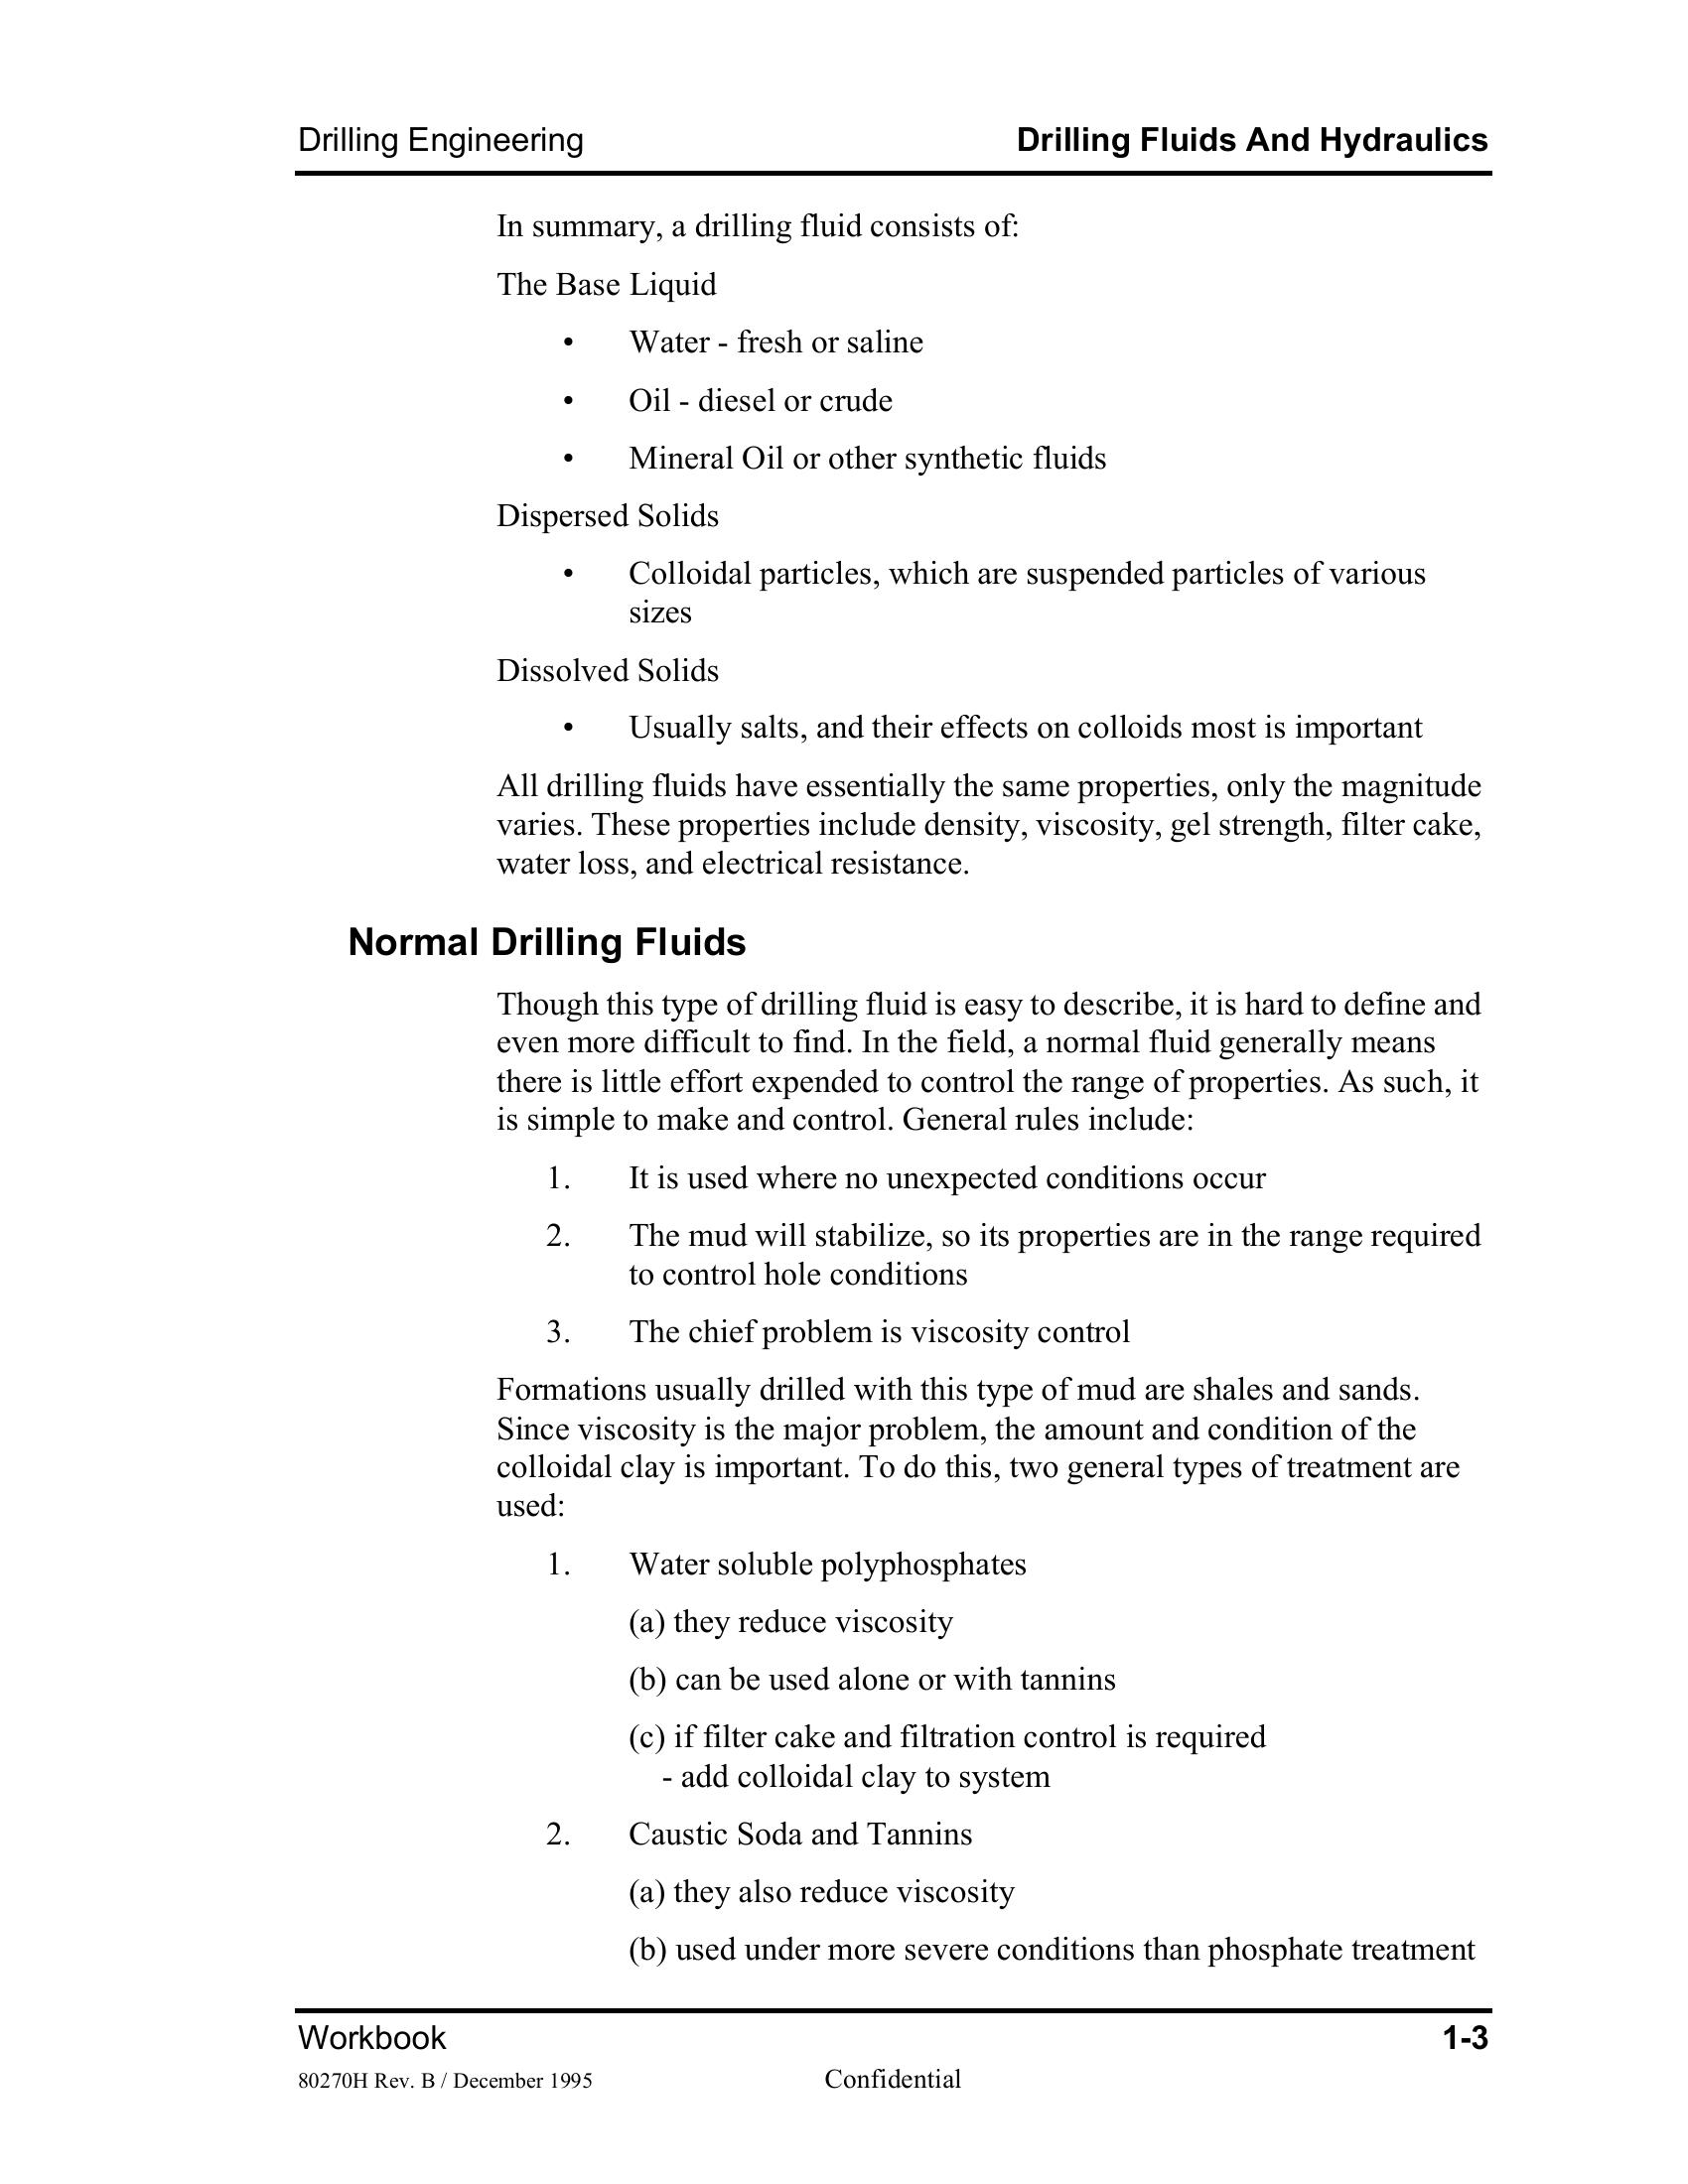 Drilling Engineering Drilling Fluids And Hydraulics
In summary, a drilling fluid consists of:
The Base Liquid
• Water - fresh or saline
• Oil - diesel or crude
• Mineral Oil or other synthetic fluids
Dispersed Solids
• Colloidal particles, which are suspended particles of various
sizes
Dissolved Solids
• Usually salts, and their effects on colloids most is important
All drilling fluids have essentially the same properties, only the magnitude
varies. These properties include density, viscosity, gel strength, filter cake,
water loss, and electrical resistance.
Normal Drilling Fluids
Though this type of drilling fluid is easy to describe, it is hard to define and
even more difficult to find. In the field, a normal fluid generally means
there is little effort expended to control the range of properties. As such, it
is simple to make and control. General rules include:
1. It is used where no unexpected conditions occur
2. The mud will stabilize, so its properties are in the range required
to control hole conditions
3. The chief problem is viscosity control
Formations usually drilled with this type of mud are shales and sands.
Since viscosity is the major problem, the amount and condition of the
colloidal clay is important. To do this, two general types of treatment are
used:
1. Water soluble polyphosphates
(a) they reduce viscosity
(b) can be used alone or with tannins
(c) if filter cake and filtration control is required
- add colloidal clay to system
2. Caustic Soda and Tannins
(a) they also reduce viscosity
(b) used under more severe conditions than phosphate treatment
Workbook 1-3
80270H Rev. B / December 1995 Confidential